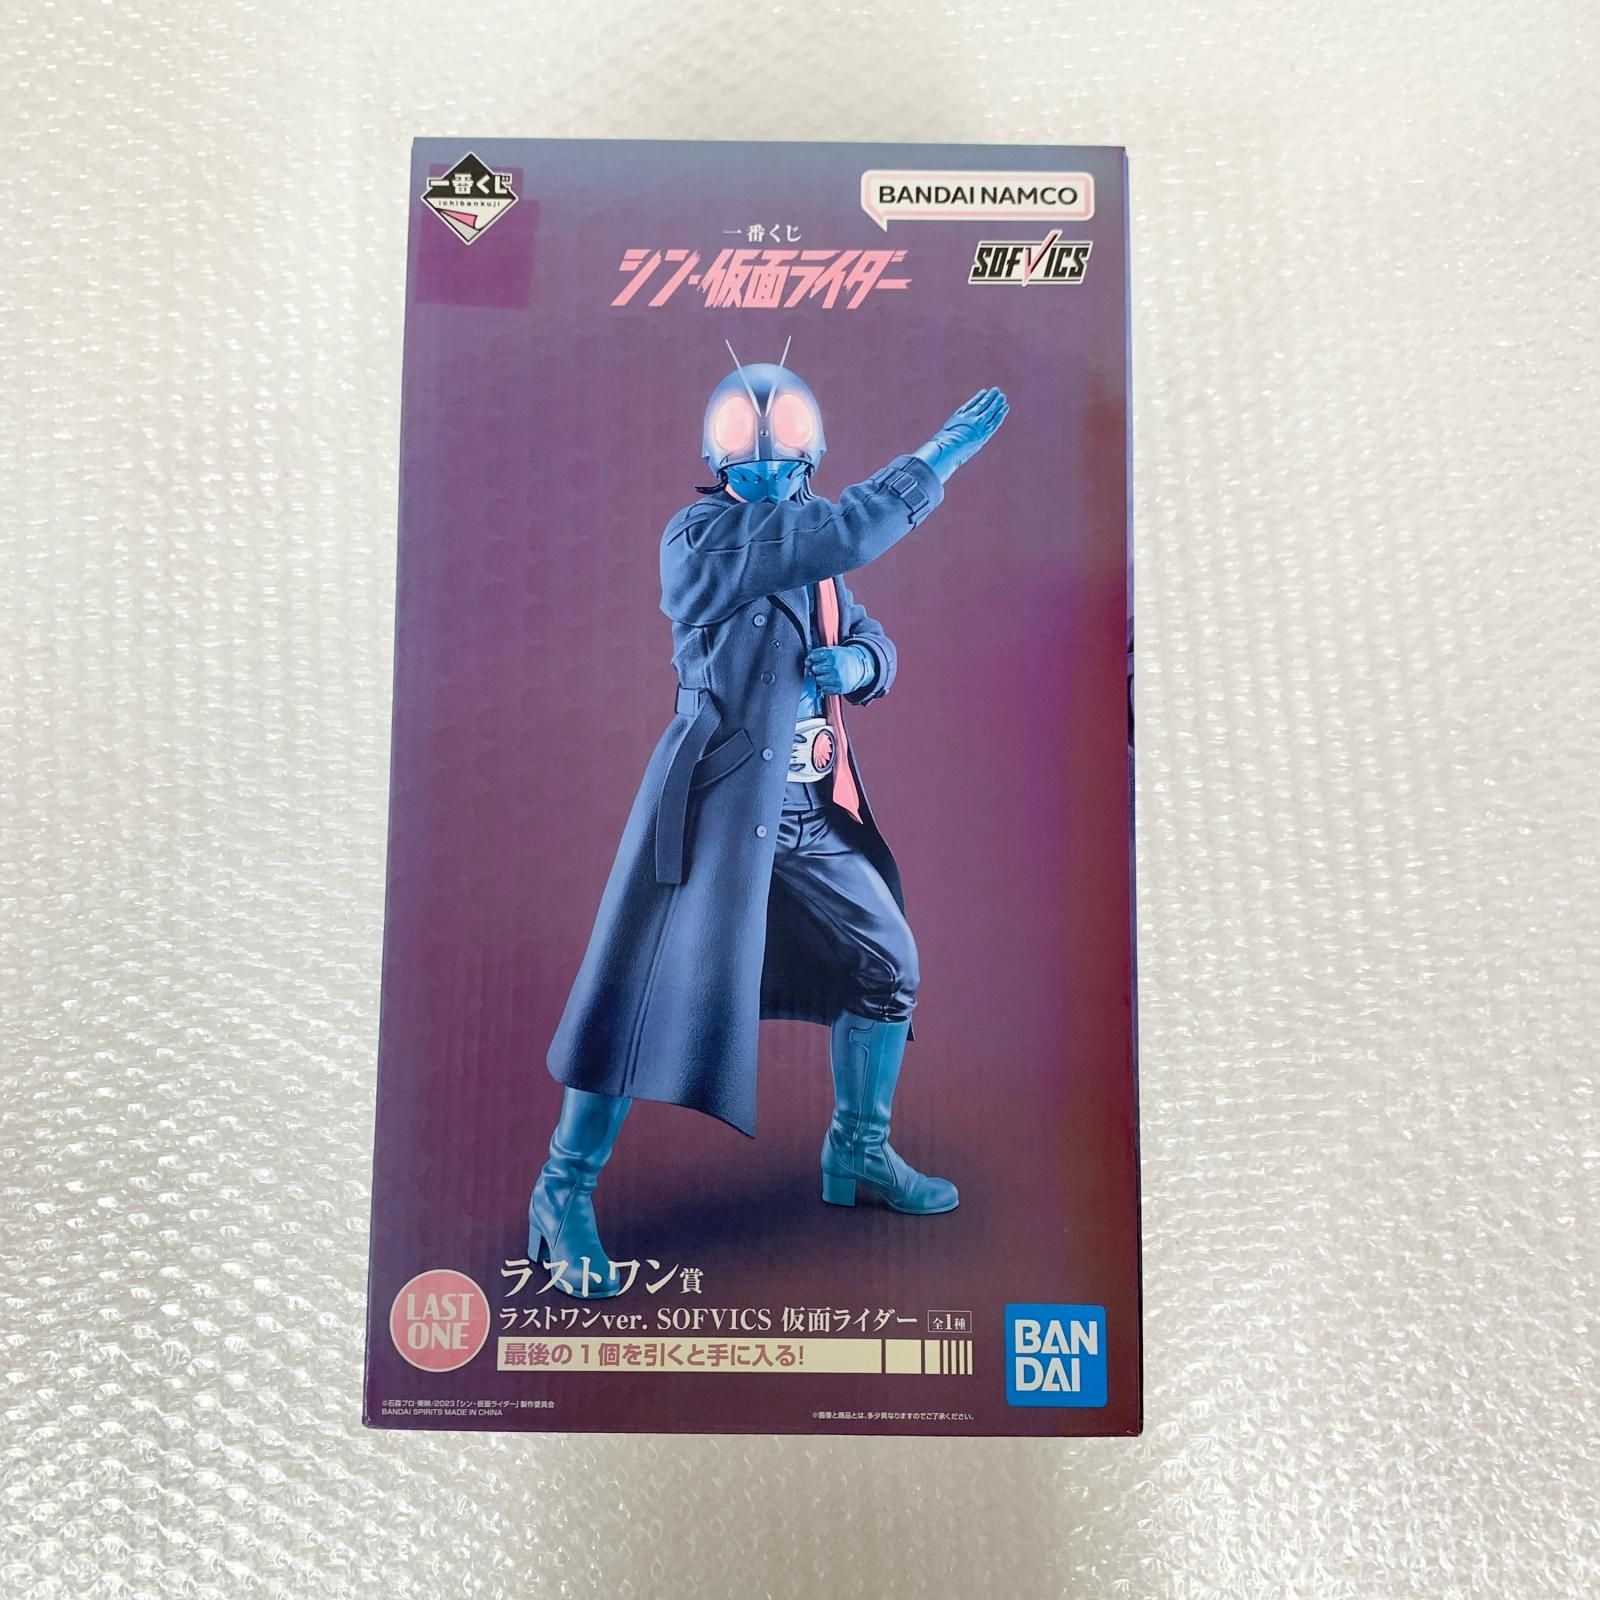 一番くじ
ichibankuji
BANDAI NAMCO
一番くじ
シン・仮面ライダー
SOFVICS
LAST
ONE
ラストワン賞
ラストワンver. SOFVICS 仮面ライダー 全1種
最後の1個を引くと手に入る!
BAN
DAI
©石森プロ・東映/2023「シン・仮面ライダー」製作委員会
BANDAI SPIRITS MADE IN CHINA
※画像と商品とは、多少異なりますのでご了承ください。